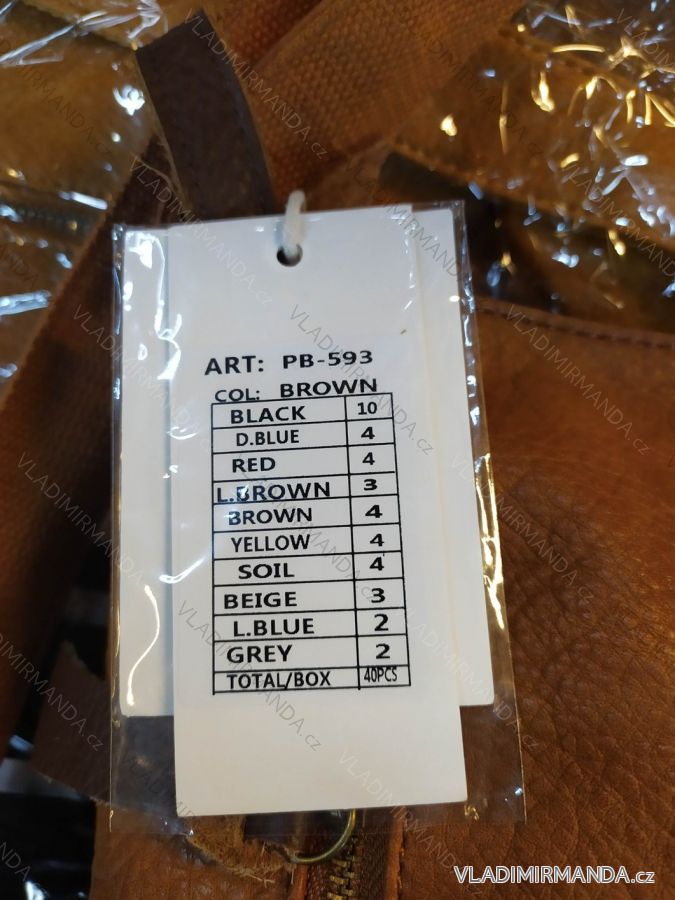 ART: PB-593
COL: BROWN
BLACK 10
D.BLUE 4
RED 4
L.BROWN 3
BROWN 4
YELLOW 4
SOIL 4
BEIGE 3
L.BLUE 2
GREY 2
TOTAL/BOX 40PCS
VLADIMIRMANDA.cz